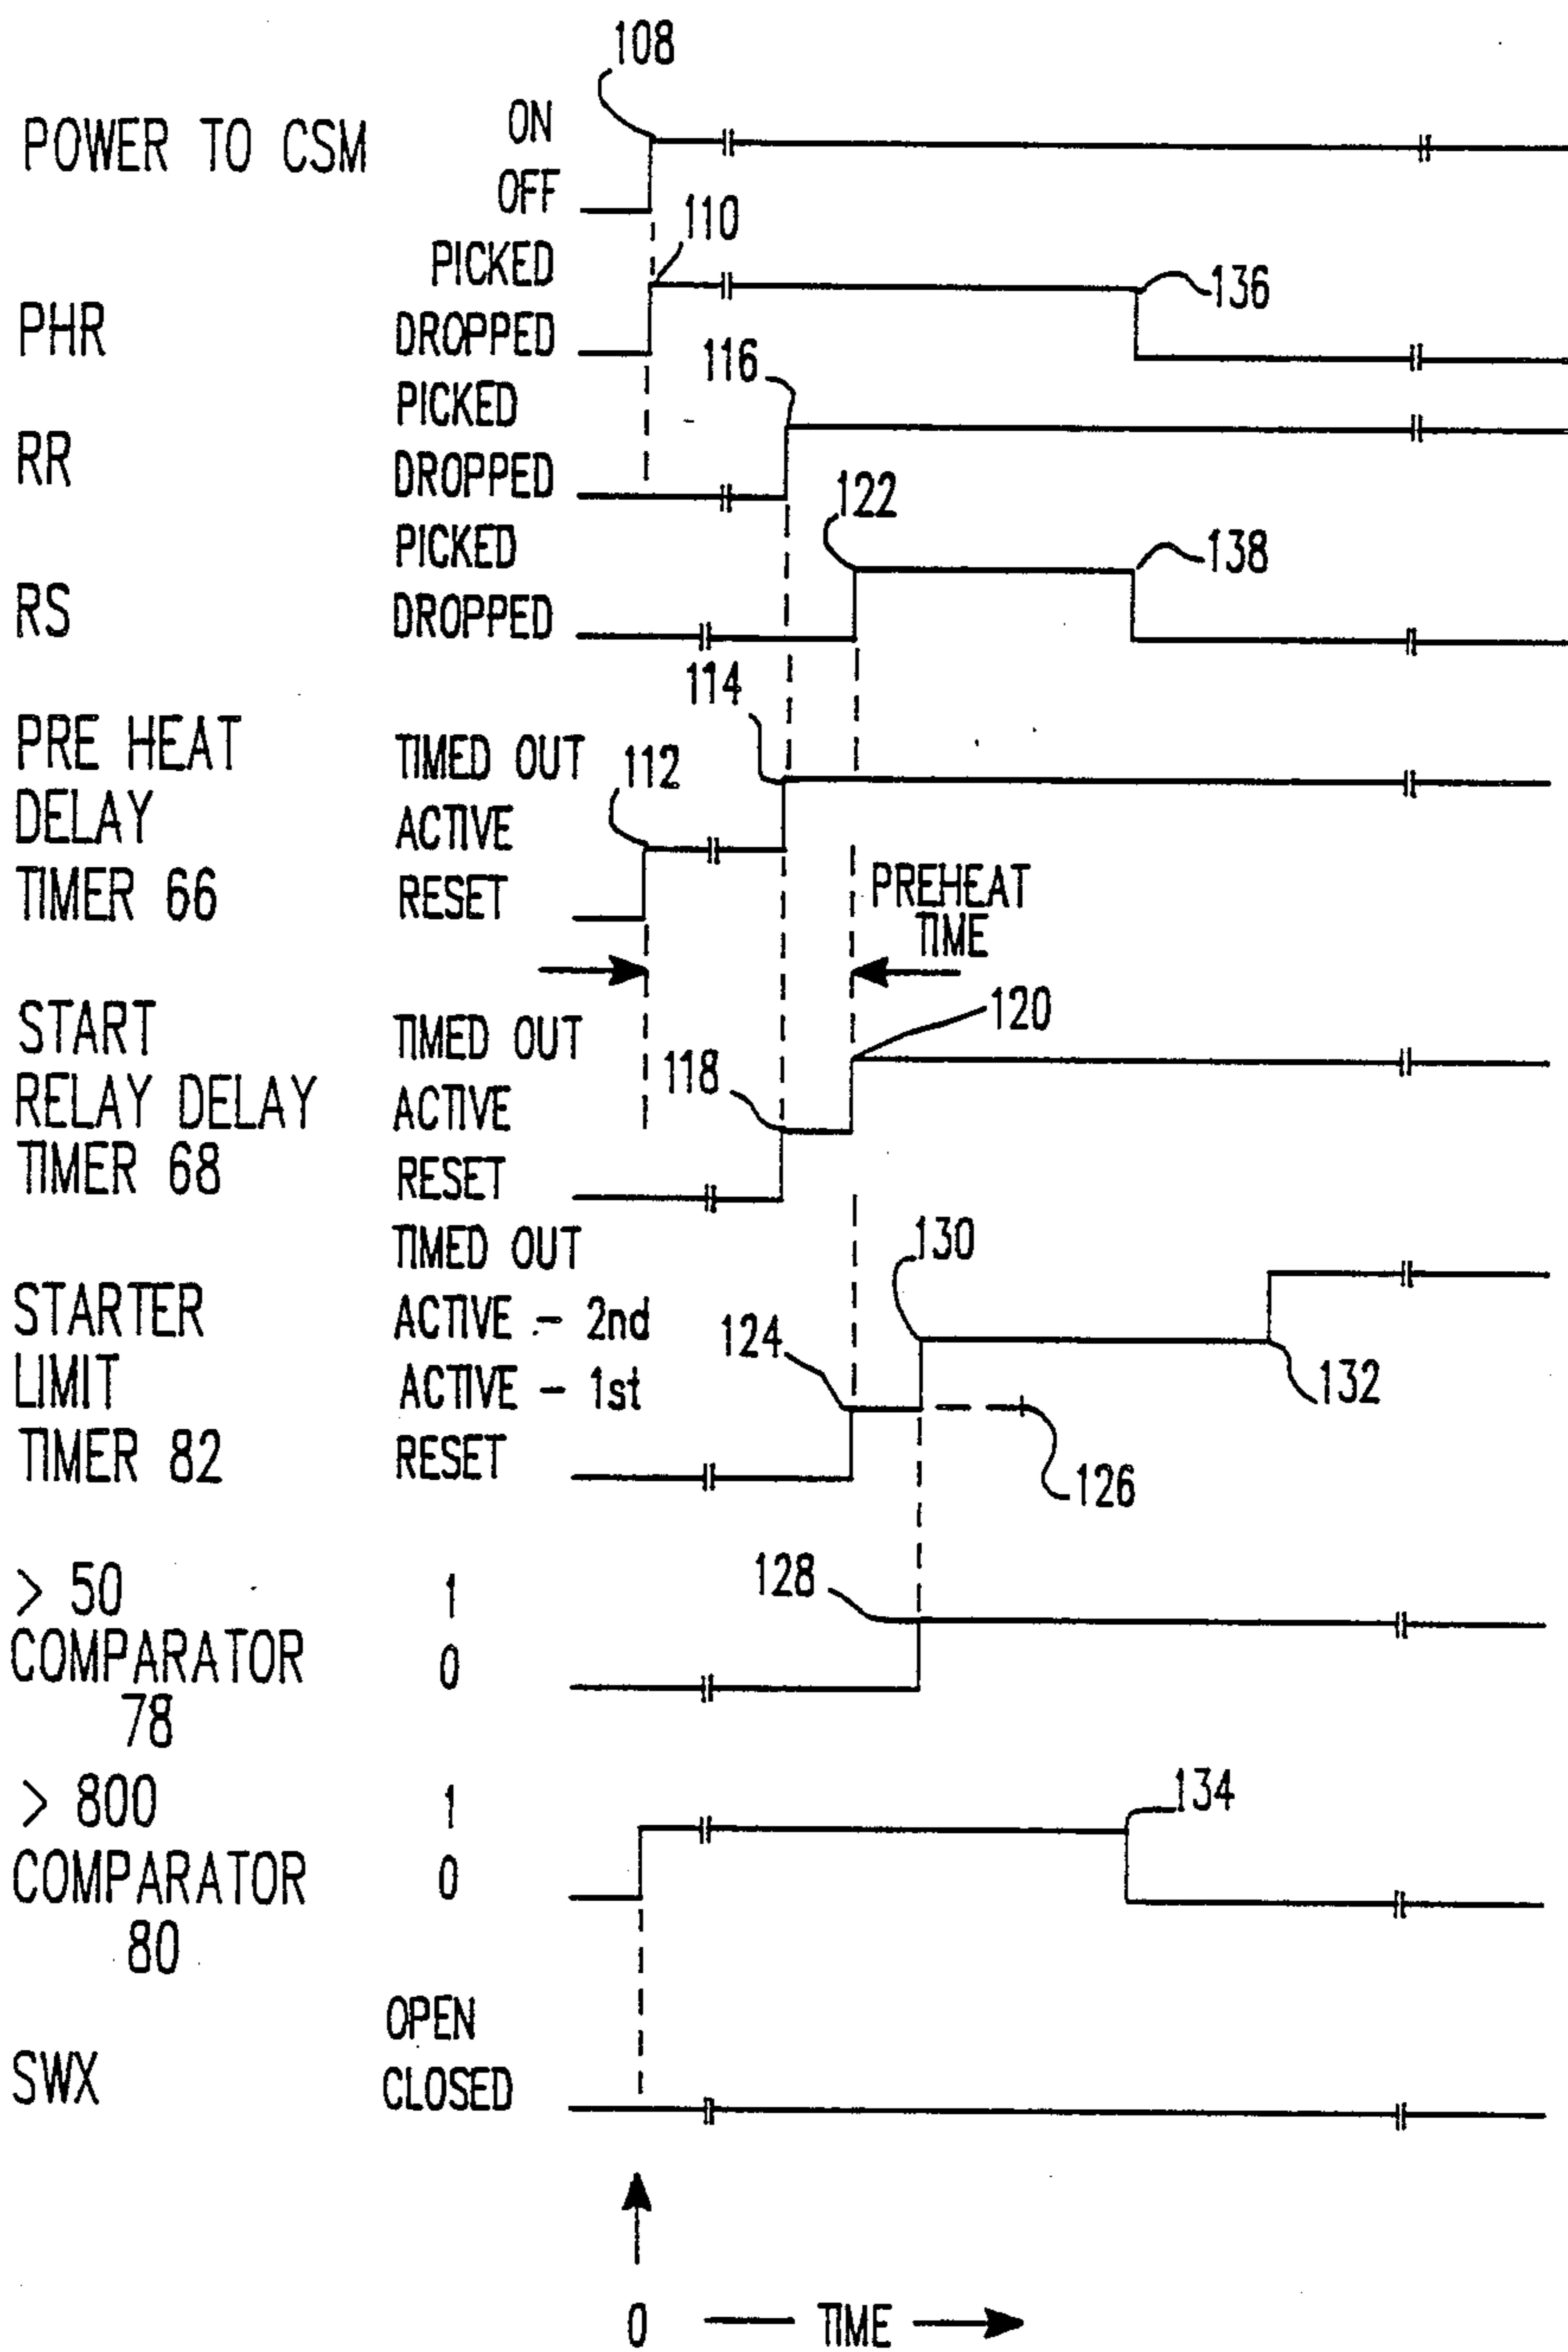 108
POWER TO CSM
ON
OFF
110
PHR
PICKED
DROPPED
136
116
RR
PICKED
DROPPED
122
RS
PICKED
DROPPED
138
114
PRE HEAT
DELAY
TIMER 66
TIMED OUT
ACTIVE
RESET
112
PREHEAT
TIME
START
RELAY DELAY
TIMER 68
TIMED OUT
ACTIVE
RESET
118
120
STARTER
LIMIT
TIMER 82
TIMED OUT
ACTIVE - 2nd
ACTIVE - 1st
RESET
130
124
132
126
> 50
COMPARATOR
78
1
0
128
> 800
COMPARATOR
80
1
0
134
SWX
OPEN
CLOSED
0 TIME